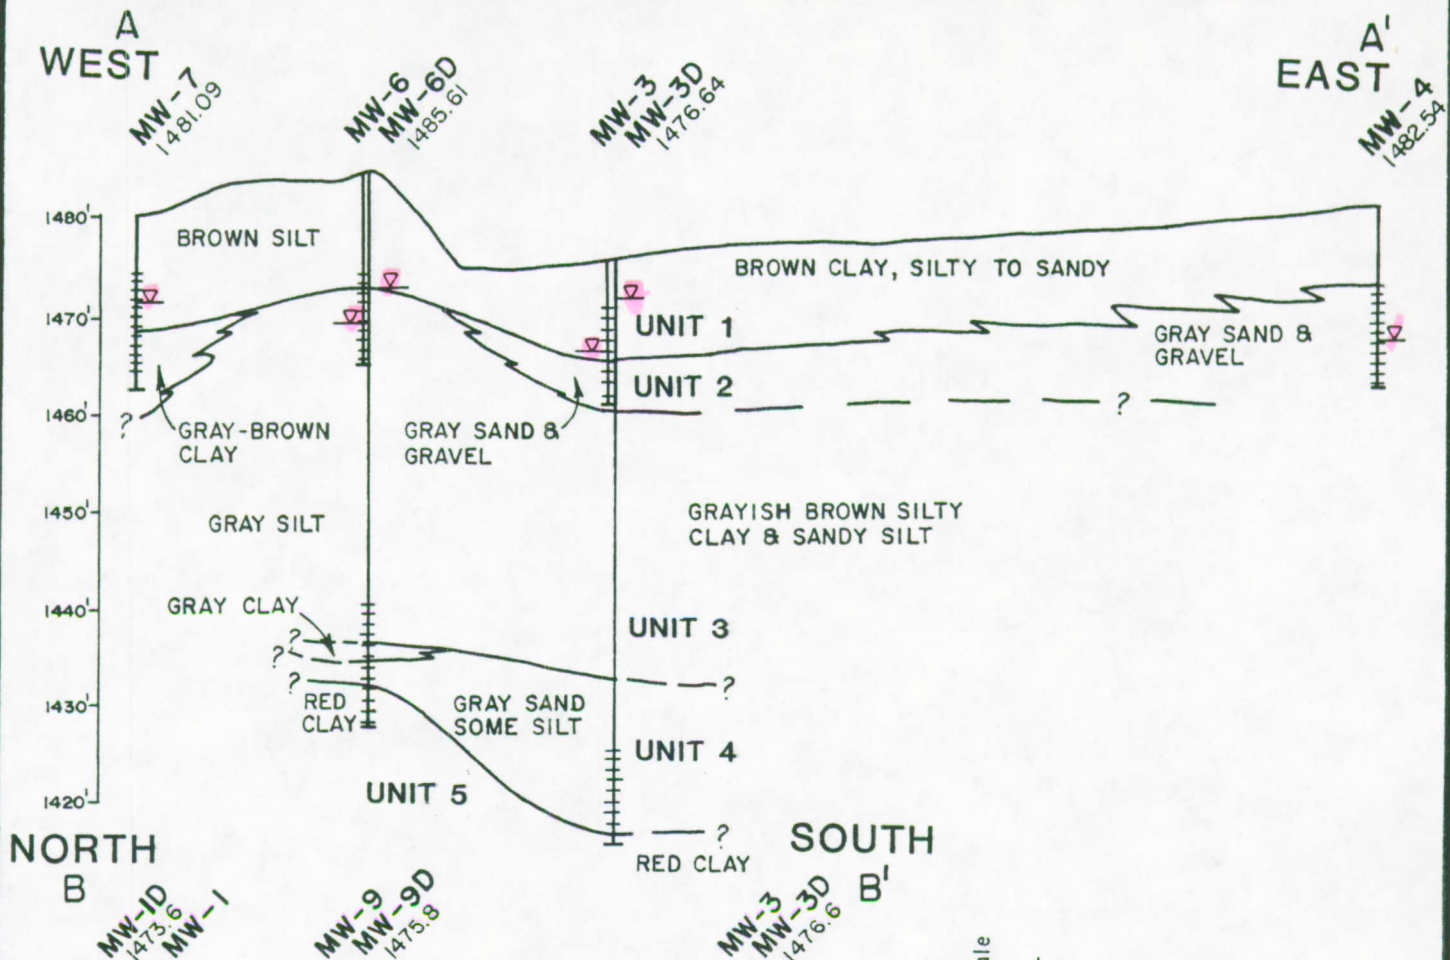 A
WEST
A'
EAST
MW-7
1481.09
MW-6
MW-6D
1485.61
MW-3
MW-3D
1476.64
MW-4
1482.54
1480'
BROWN SILT
BROWN CLAY, SILTY TO SANDY
1470'
UNIT 1
GRAY SAND &
GRAVEL
UNIT 2
1460'
?
?
GRAY-BROWN
CLAY
GRAY SAND &
GRAVEL
1450'
GRAY SILT
GRAYISH BROWN SILTY
CLAY & SANDY SILT
1440'
GRAY CLAY
UNIT 3
?
?
?
?
1430'
RED
CLAY
GRAY SAND
SOME SILT
UNIT 4
1420'
UNIT 5
?
RED CLAY
NORTH
B
SOUTH
B'
MW-1D
1473.6
MW-1
MW-9
MW-9D
1475.8
MW-3
MW-3D
1476.6